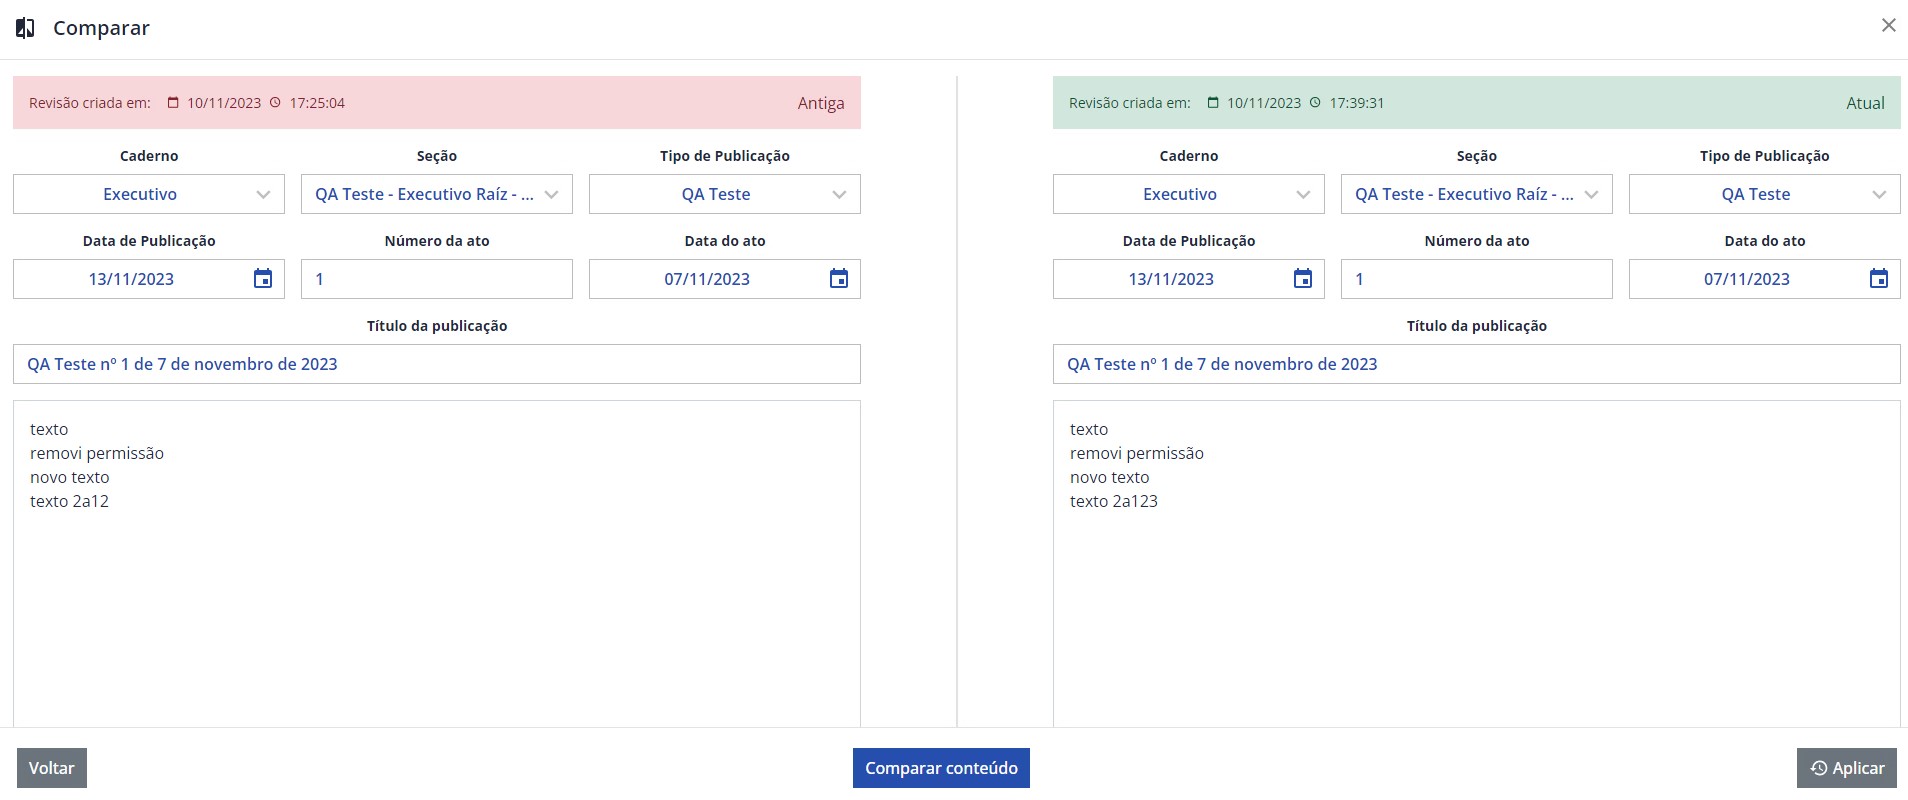 Comparar
Revisão criada em: 10/11/2023 17:25:04 Antiga
Caderno Seção Tipo de Publicação
Executivo QA Teste - Executivo Raíz - ... QA Teste
Data de Publicação Número da ato Data do ato
13/11/2023 1 07/11/2023
Título da publicação
QA Teste nº 1 de 7 de novembro de 2023
texto
removi permissão
novo texto
texto 2a12
Revisão criada em: 10/11/2023 17:39:31 Atual
Caderno Seção Tipo de Publicação
Executivo QA Teste - Executivo Raíz - ... QA Teste
Data de Publicação Número da ato Data do ato
13/11/2023 1 07/11/2023
Título da publicação
QA Teste nº 1 de 7 de novembro de 2023
texto
removi permissão
novo texto
texto 2a123
Voltar Comparar conteúdo Aplicar